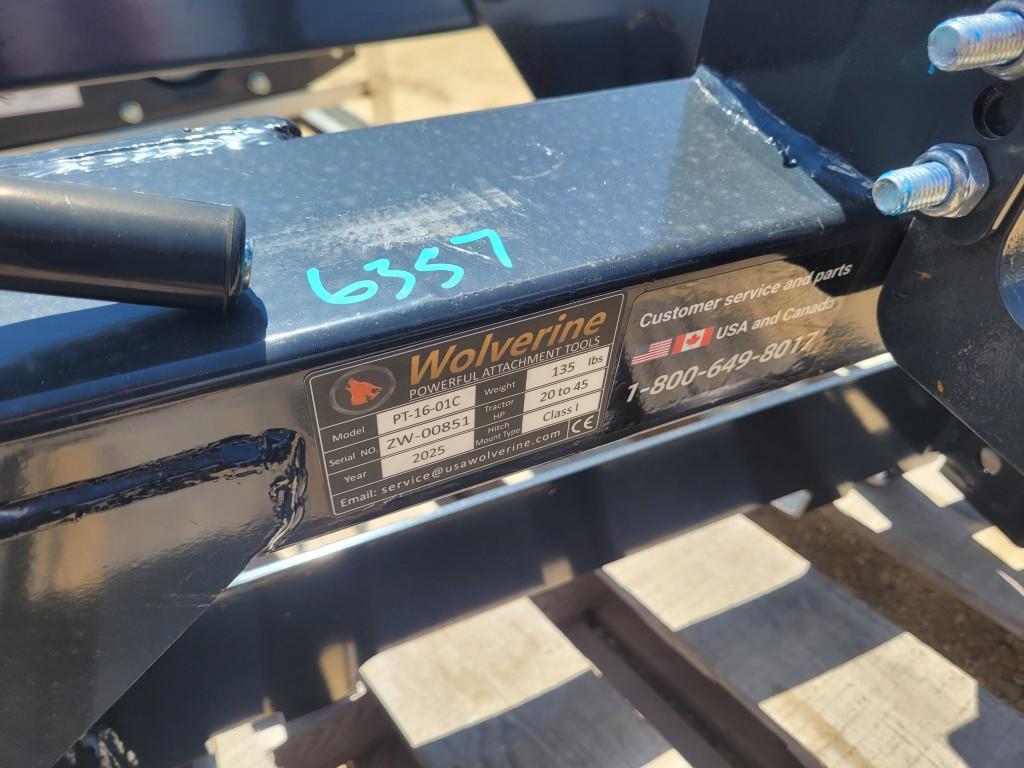 6357
Wolverine
POWERFUL ATTACHMENT TOOLS
Model PT-16-01C Weight 135 lbs
Serial NO. ZW-00851 Tractor HP 20 to 45
Year 2025 Hitch Mount Type Class I
Email: service@usawolverine.com CE
Customer service and parts
USA and Canada
1-800-649-8017